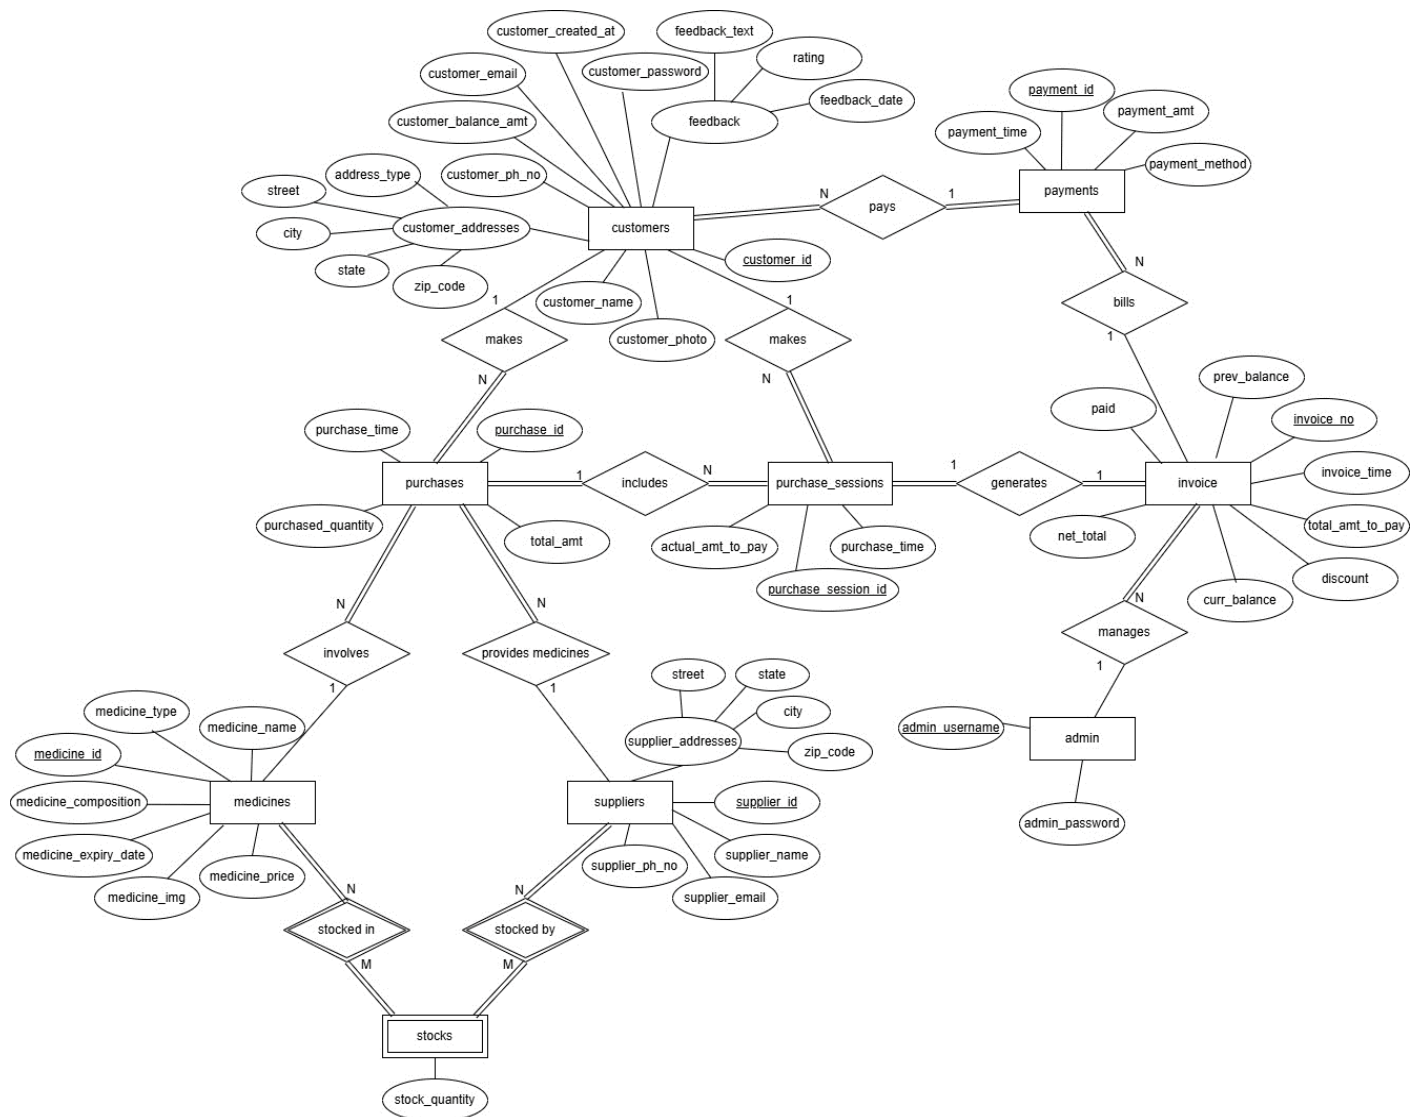 customer_created_at
feedback_text
rating
customer_email
customer_password
feedback_date
feedback
customer_balance_amt
payment_id
payment_amt
payment_time
payment_method
payments
address_type
customer_ph_no
street
customer_addresses
city
state
zip_code
customers
N
pays
1
customer_id
customer_name
customer_photo
N
bills
1
1
makes
N
1
makes
N
prev_balance
paid
invoice_no
invoice_time
total_amt_to_pay
discount
curr_balance
net_total
invoice
purchase_time
purchase_id
purchases
purchased_quantity
total_amt
1
includes
N
purchase_sessions
actual_amt_to_pay
purchase_time
purchase_session_id
1
generates
1
N
involves
1
N
provides medicines
1
N
manages
1
admin_username
admin
admin_password
medicine_type
medicine_name
medicine_id
medicines
medicine_composition
medicine_expiry_date
medicine_price
medicine_img
street
state
city
supplier_addresses
zip_code
suppliers
supplier_id
supplier_name
supplier_ph_no
supplier_email
N
stocked in
M
N
stocked by
M
stocks
stock_quantity